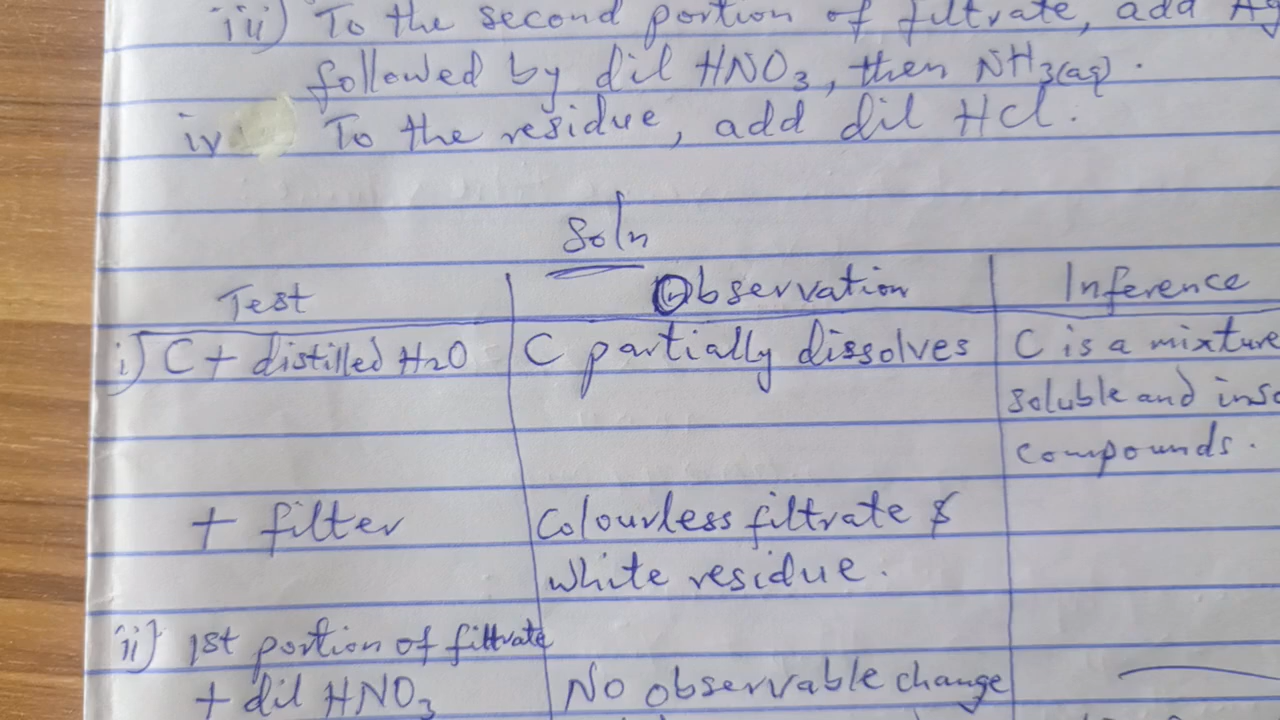 iii) To the second portion of filtrate, add Ag
followed by dil HNO3, then NH3(aq).
iv To the residue, add dil HCl.
Soln
Test Observation Inference
i) C + distilled H2O C partially dissolves C is a mixture
soluble and inso
compounds.
+ filter Colourless filtrate &
white residue.
ii) 1st portion of filtrate
+ dil HNO3 No observable change